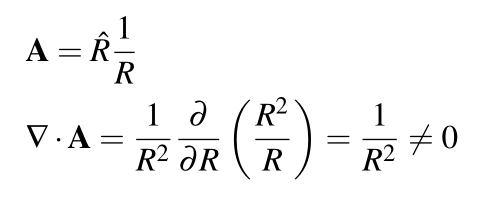 A = R̂ 1/R
∇ · A = 1/R² ∂/∂R (R²/R) = 1/R² ≠ 0